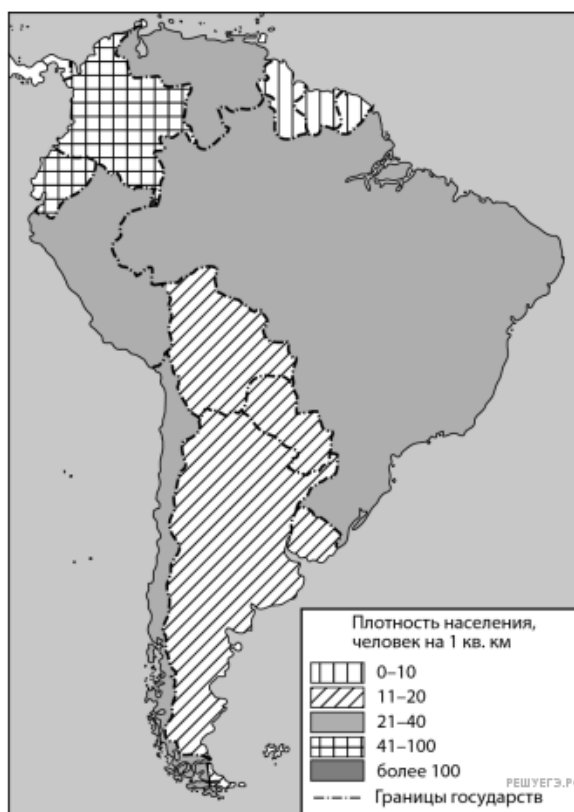 Плотность населения,
человек на 1 кв. км
0–10
11–20
21–40
41–100
более 100
Границы государств
РЕШУЕГЭ.РФ